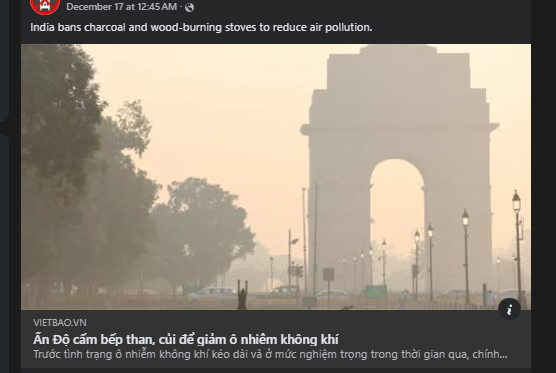 December 17 at 12:45 AM ·
India bans charcoal and wood-burning stoves to reduce air pollution.
VIETBAO.VN
Ấn Độ cấm bếp than, củi để giảm ô nhiễm không khí
Trước tình trạng ô nhiễm không khí kéo dài và ở mức nghiêm trọng trong thời gian qua, chính...